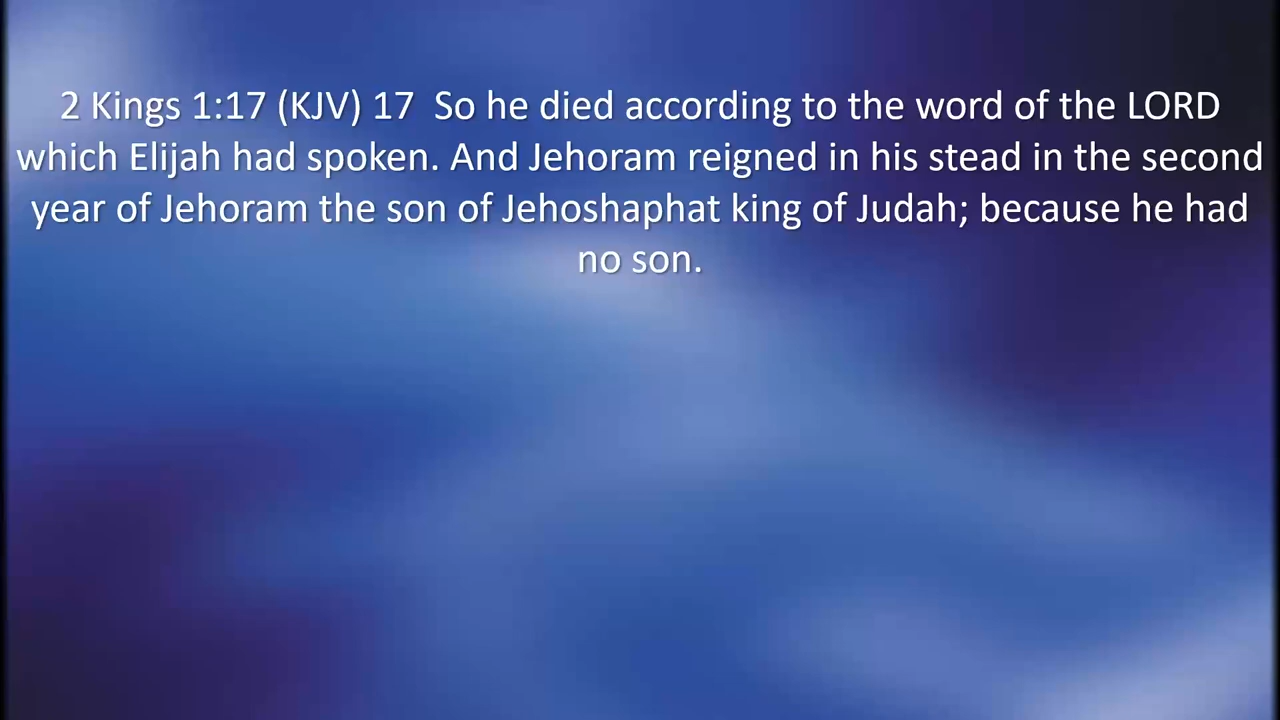 2 Kings 1:17 (KJV) 17  So he died according to the word of the LORD
which Elijah had spoken. And Jehoram reigned in his stead in the second
year of Jehoram the son of Jehoshaphat king of Judah; because he had
no son.